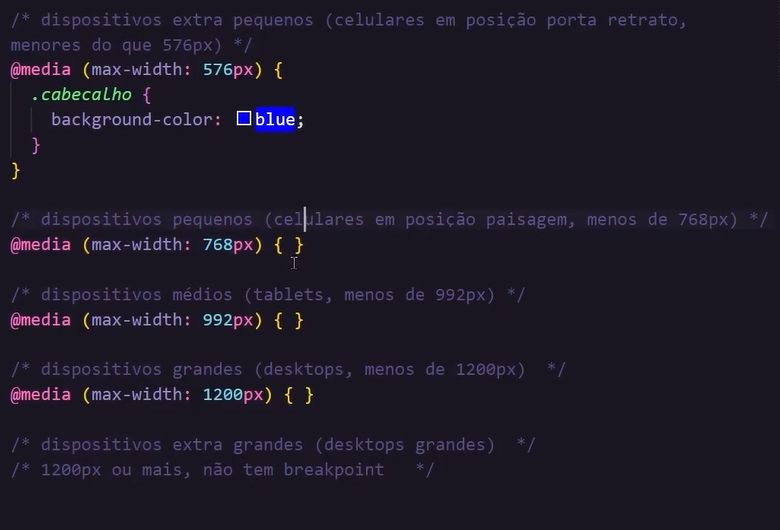 /* dispositivos extra pequenos (celulares em posição porta retrato,
menores do que 576px) */
@media (max-width: 576px) {
.cabecalho {
background-color: blue;
}
}
/* dispositivos pequenos (celulares em posição paisagem, menos de 768px) */
@media (max-width: 768px) { }
/* dispositivos médios (tablets, menos de 992px) */
@media (max-width: 992px) { }
/* dispositivos grandes (desktops, menos de 1200px)  */
@media (max-width: 1200px) { }
/* dispositivos extra grandes (desktops grandes)  */
/* 1200px ou mais, não tem breakpoint   */